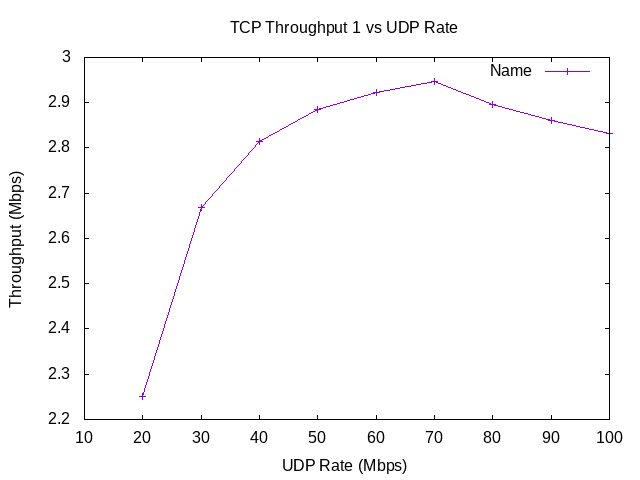 TCP Throughput 1 vs UDP Rate
Name
Throughput (Mbps)
3
2.9
2.8
2.7
2.6
2.5
2.4
2.3
2.2
10 20 30 40 50 60 70 80 90 100
UDP Rate (Mbps)